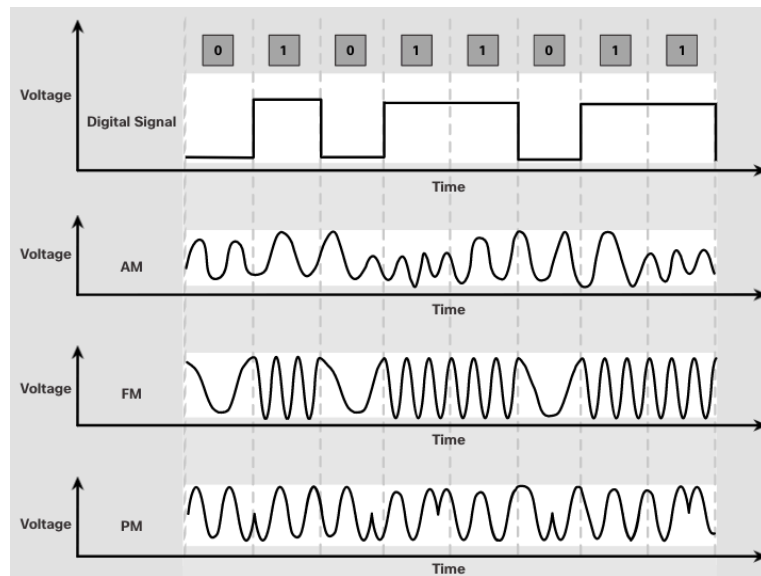 0 1 0 1 1 0 1 1
Voltage
Digital Signal
Time
Voltage
AM
Time
Voltage
FM
Time
Voltage
PM
Time